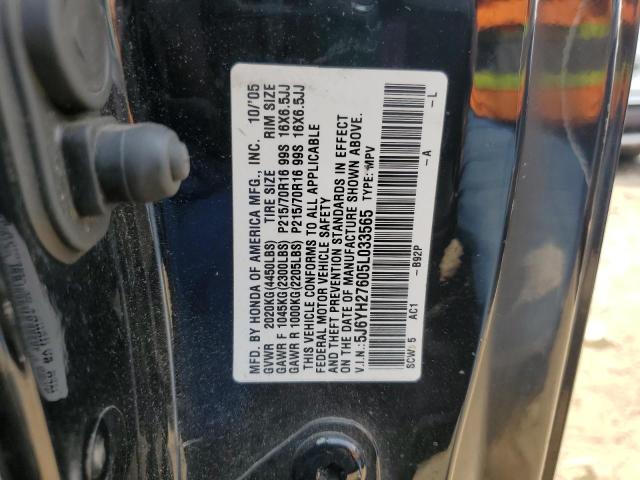 MFD. BY HONDA OF AMERICA MFG., INC. 10/'05
GVWR 2020KG(4450LBS) TIRE SIZE RIM SIZE
GAWR F 1045KG(2300LBS) P215/70R16 99S 16X6.5JJ
GAWR R 1000KG(2205LBS) P215/70R16 99S 16X6.5JJ
THIS VEHICLE CONFORMS TO ALL APPLICABLE
FEDERAL MOTOR VEHICLE SAFETY
AND THEFT PREVENTION STANDARDS IN EFFECT
ON THE DATE OF MANUFACTURE SHOWN ABOVE.
V.I.N.:5J6YH27605L033565 TYPE: MPV
-B92P -A -L
SCW 5 AC1